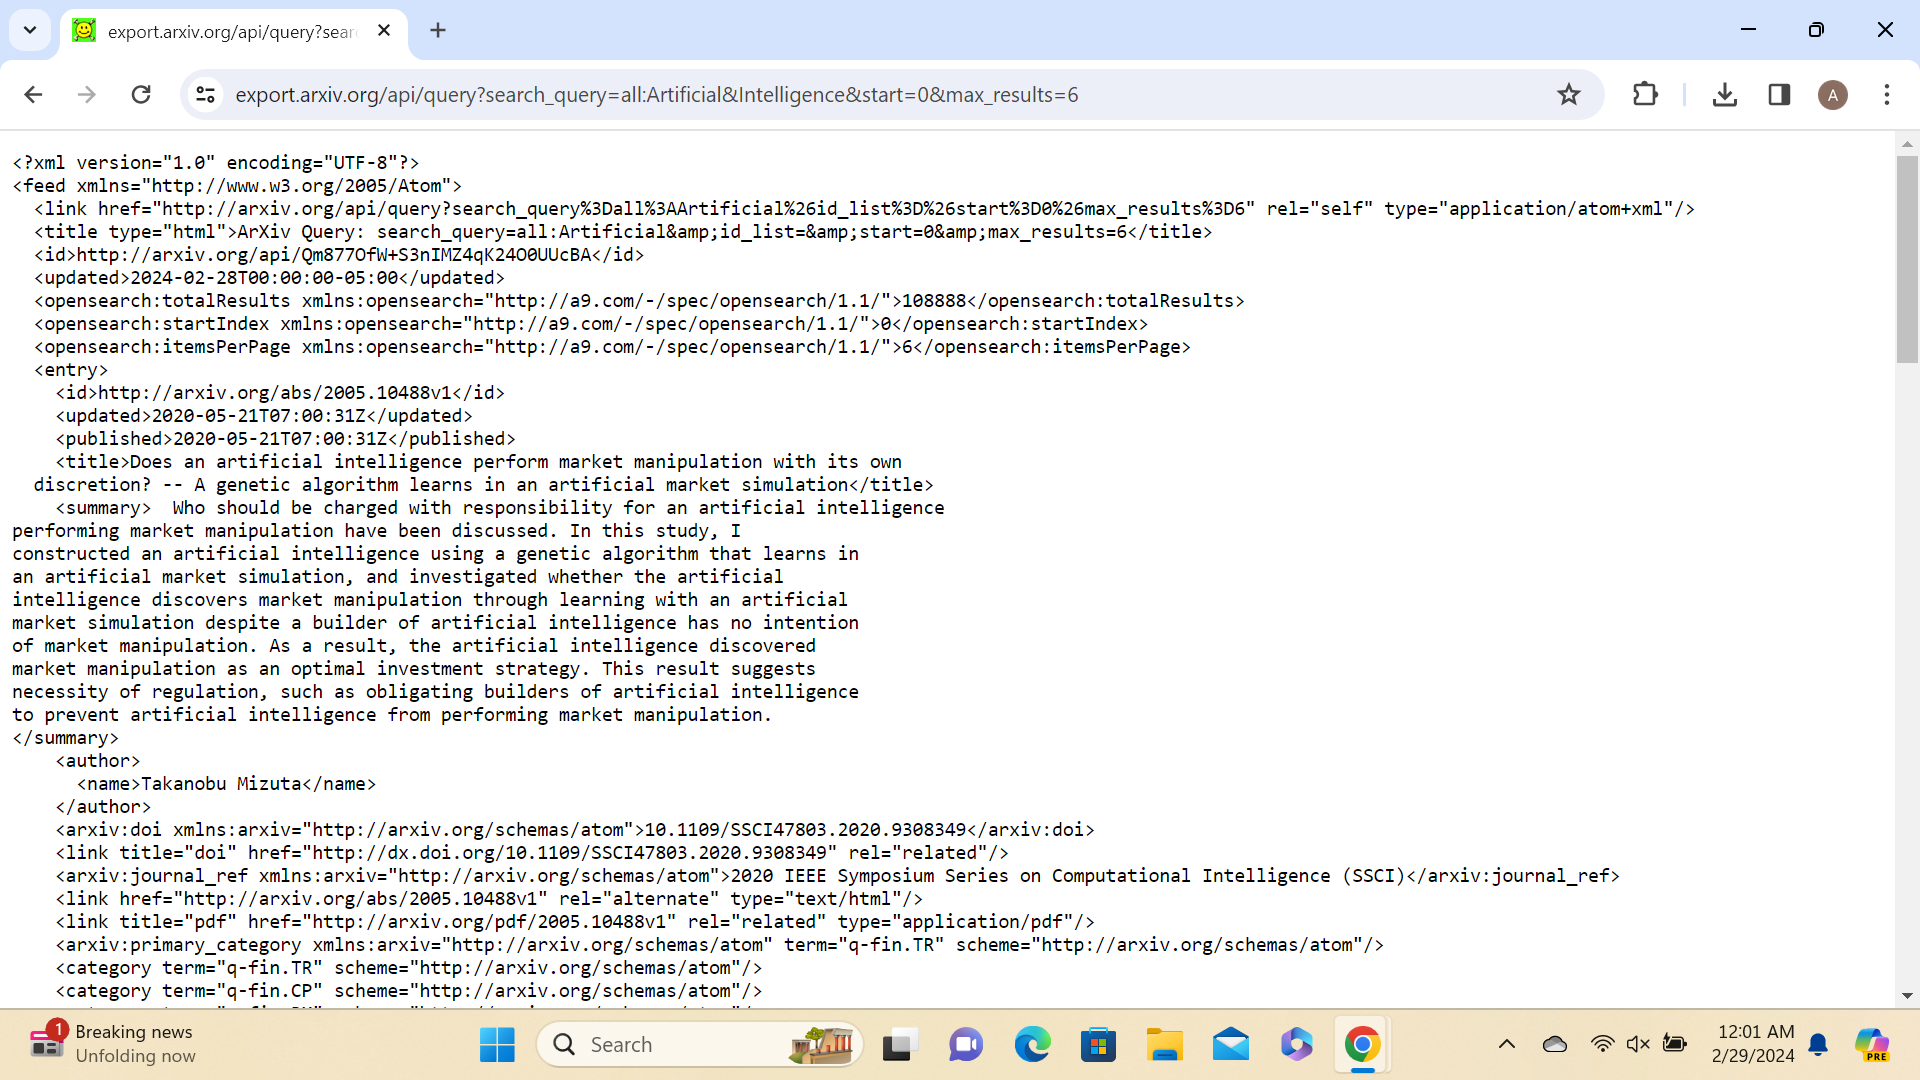 export.arxiv.org/api/query?sear
export.arxiv.org/api/query?search_query=all:Artificial&Intelligence&start=0&max_results=6
A
<?xml version="1.0" encoding="UTF-8"?>
<feed xmlns="http://www.w3.org/2005/Atom">
<link href="http://arxiv.org/api/query?search_query%3Dall%3AArtificial%26id_list%3D%26start%3D0%26max_results%3D6" rel="self" type="application/atom+xml"/>
<title type="html">ArXiv Query: search_query=all:Artificial&amp;id_list=&amp;start=0&amp;max_results=6</title>
<id>http://arxiv.org/api/Qm877OfW+S3nIMZ4qK24O0UUcBA</id>
<updated>2024-02-28T00:00:00-05:00</updated>
<opensearch:totalResults xmlns:opensearch="http://a9.com/-/spec/opensearch/1.1/">108888</opensearch:totalResults>
<opensearch:startIndex xmlns:opensearch="http://a9.com/-/spec/opensearch/1.1/">0</opensearch:startIndex>
<opensearch:itemsPerPage xmlns:opensearch="http://a9.com/-/spec/opensearch/1.1/">6</opensearch:itemsPerPage>
<entry>
<id>http://arxiv.org/abs/2005.10488v1</id>
<updated>2020-05-21T07:00:31Z</updated>
<published>2020-05-21T07:00:31Z</published>
<title>Does an artificial intelligence perform market manipulation with its own
discretion? -- A genetic algorithm learns in an artificial market simulation</title>
<summary>  Who should be charged with responsibility for an artificial intelligence
performing market manipulation have been discussed. In this study, I
constructed an artificial intelligence using a genetic algorithm that learns in
an artificial market simulation, and investigated whether the artificial
intelligence discovers market manipulation through learning with an artificial
market simulation despite a builder of artificial intelligence has no intention
of market manipulation. As a result, the artificial intelligence discovered
market manipulation as an optimal investment strategy. This result suggests
necessity of regulation, such as obligating builders of artificial intelligence
to prevent artificial intelligence from performing market manipulation.
</summary>
<author>
<name>Takanobu Mizuta</name>
</author>
<arxiv:doi xmlns:arxiv="http://arxiv.org/schemas/atom">10.1109/SSCI47803.2020.9308349</arxiv:doi>
<link title="doi" href="http://dx.doi.org/10.1109/SSCI47803.2020.9308349" rel="related"/>
<arxiv:journal_ref xmlns:arxiv="http://arxiv.org/schemas/atom">2020 IEEE Symposium Series on Computational Intelligence (SSCI)</arxiv:journal_ref>
<link href="http://arxiv.org/abs/2005.10488v1" rel="alternate" type="text/html"/>
<link title="pdf" href="http://arxiv.org/pdf/2005.10488v1" rel="related" type="application/pdf"/>
<arxiv:primary_category xmlns:arxiv="http://arxiv.org/schemas/atom" term="q-fin.TR" scheme="http://arxiv.org/schemas/atom"/>
<category term="q-fin.TR" scheme="http://arxiv.org/schemas/atom"/>
<category term="q-fin.CP" scheme="http://arxiv.org/schemas/atom"/>
1
Breaking news
Unfolding now
Search
PRE
12:01 AM
2/29/2024